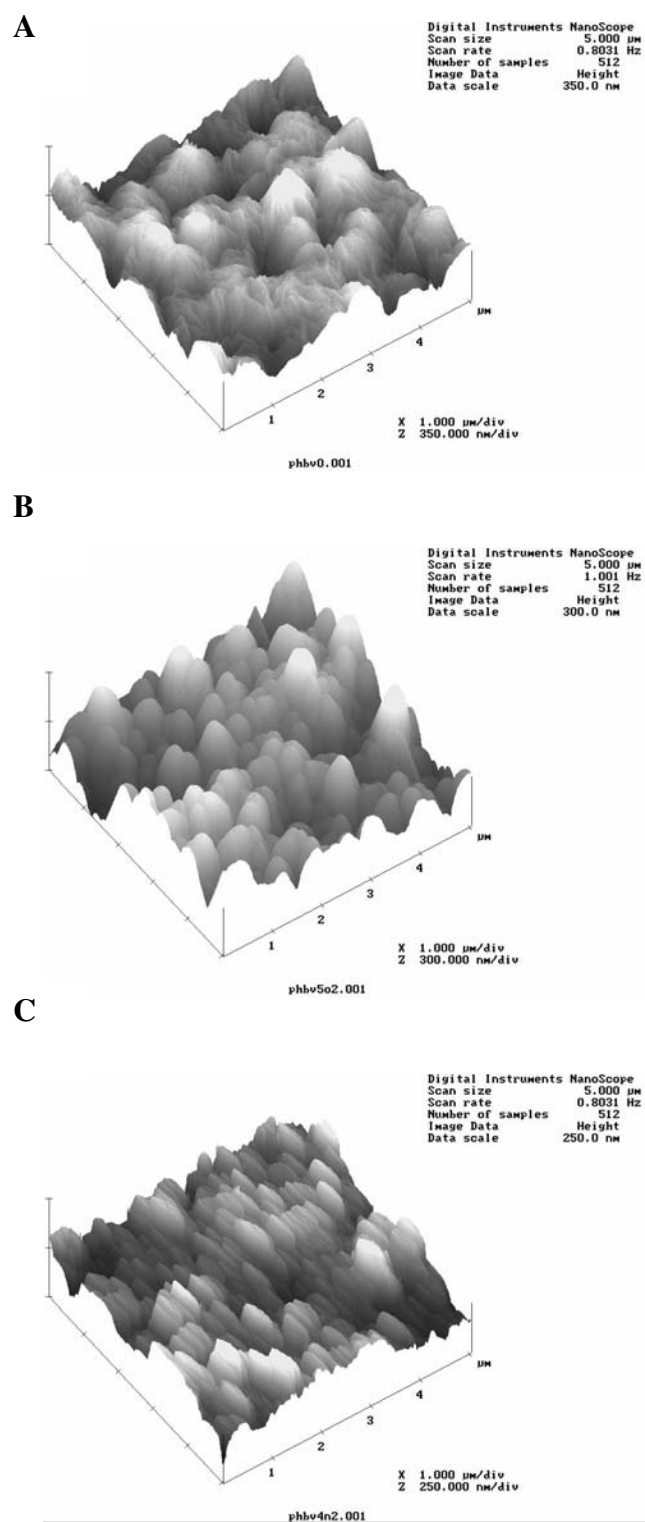 A
Digital Instruments NanoScope
Scan size 5.000 µm
Scan rate 0.8031 Hz
Number of samples 512
Image Data Height
Data scale 350.0 nm
µm
4
3
2
1
X 1.000 µm/div
Z 350.000 nm/div
phbv0.001
B
Digital Instruments NanoScope
Scan size 5.000 µm
Scan rate 1.001 Hz
Number of samples 512
Image Data Height
Data scale 300.0 nm
µm
4
3
2
1
X 1.000 µm/div
Z 300.000 nm/div
phbv5o2.001
C
Digital Instruments NanoScope
Scan size 5.000 µm
Scan rate 0.8031 Hz
Number of samples 512
Image Data Height
Data scale 250.0 nm
µm
4
3
2
1
X 1.000 µm/div
Z 250.000 nm/div
phbv4n2.001